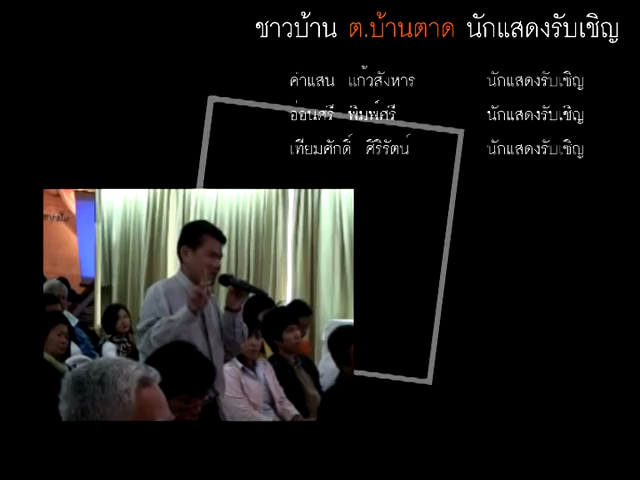 ชาวบ้าน ต.บ้านตาด นักแสดงรับเชิญ
คำแสน แก้วสังหาร นักแสดงรับเชิญ
อ่อนศรี พิมพ์ศรี นักแสดงรับเชิญ
เทียมศักดิ์ ศิริรัตน์ นักแสดงรับเชิญ